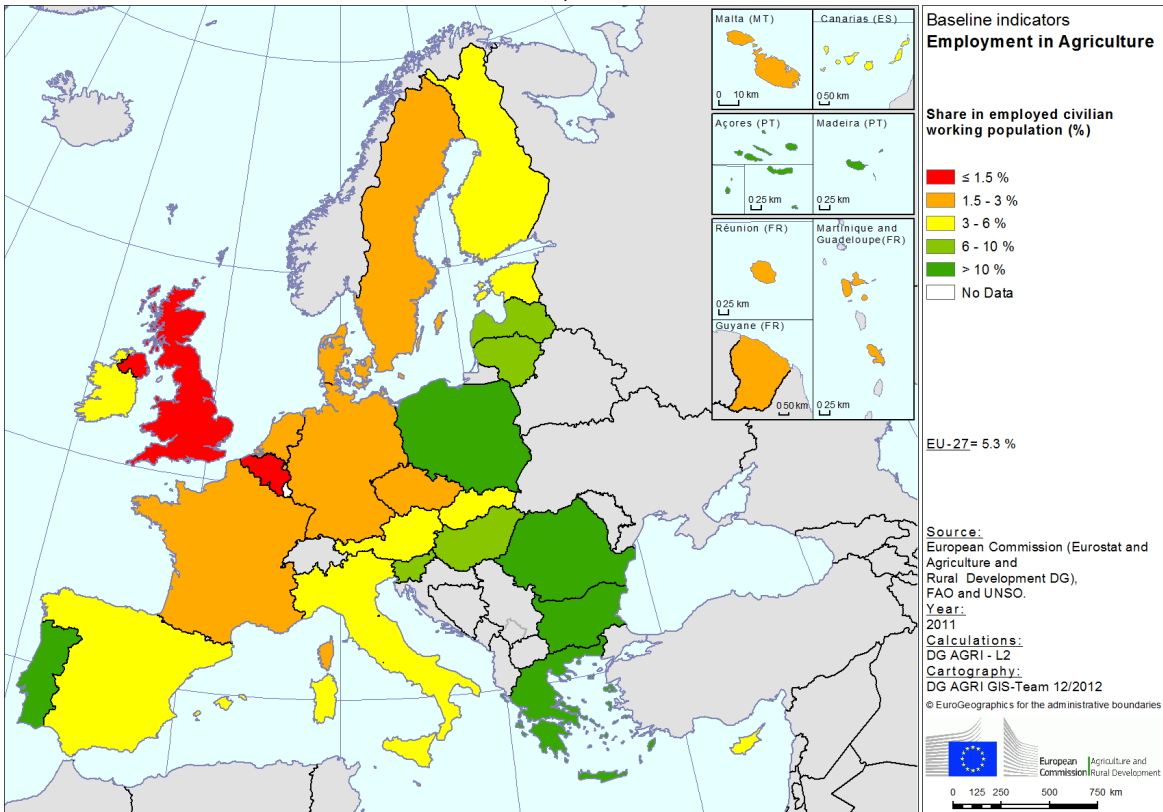 Malta (MT)
0 10 km
Canarias (ES)
0 50 km
Açores (PT)
0 25 km
Madeira (PT)
0 25 km
Réunion (FR)
0 25 km
Martinique and
Guadeloupe(FR)
0 25 km
Guyane (FR)
0 50 km
Baseline indicators
Employment in Agriculture
Share in employed civilian
working population (%)
≤ 1.5 %
1.5 - 3 %
3 - 6 %
6 - 10 %
> 10 %
No Data
EU-27= 5.3 %
Source:
European Commission (Eurostat and
Agriculture and
Rural Development DG),
FAO and UNSO.
Year:
2011
Calculations:
DG AGRI - L2
Cartography:
DG AGRI GIS-Team 12/2012
© EuroGeographics for the administrative boundaries
European
Commission
Agriculture and
Rural Development
0 125 250 500 750 km